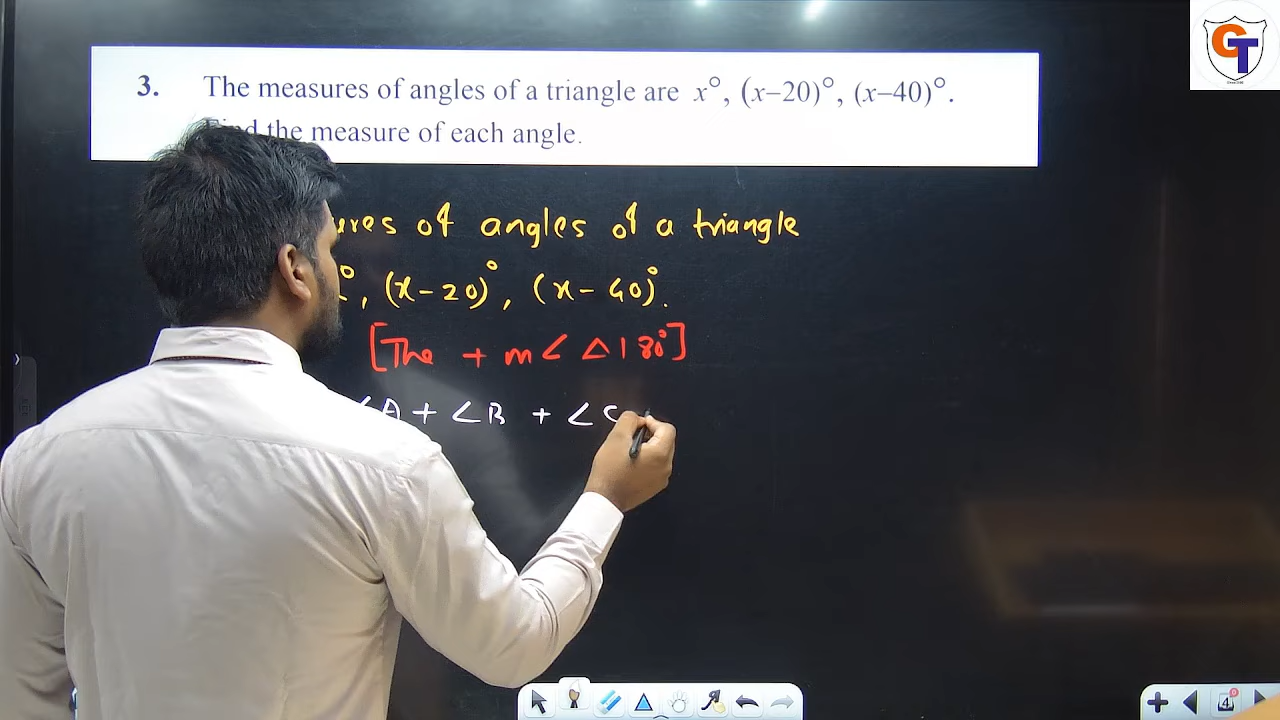 GT
3. The measures of angles of a triangle are x°, (x–20)°, (x–40)°.
the measure of each angle.
of angles of a triangle
, (x-20)°, (x-40)°.
[The + m∠ △180°]
∠A + ∠B + ∠C
4